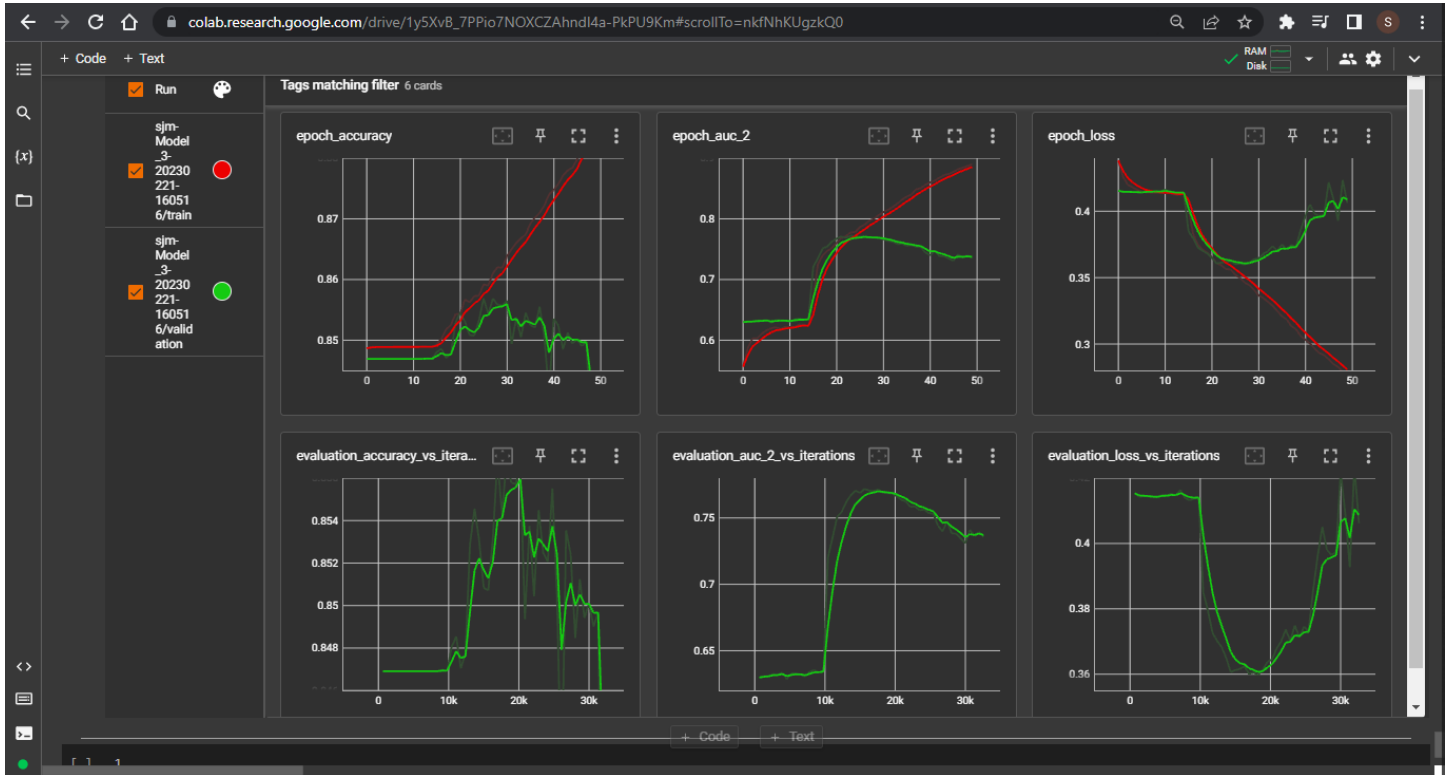 colab.research.google.com/drive/1y5XvB_7PPio7NOXCZAhndI4a-PkPU9Km#scrollTo=nkfNhKUgzkQ0
S
+ Code + Text
RAM
Disk
Run
Tags matching filter 6 cards
{x}
sjm-
Model
_3-
20230
221-
16051
6/train
sjm-
Model
_3-
20230
221-
16051
6/valid
ation
epoch_accuracy
0.87
0.86
0.85
0 10 20 30 40 50
epoch_auc_2
0.8
0.7
0.6
0 10 20 30 40 50
epoch_loss
0.4
0.35
0.3
0 10 20 30 40 50
evaluation_accuracy_vs_itera...
0.854
0.852
0.85
0.848
0 10k 20k 30k
evaluation_auc_2_vs_iterations
0.75
0.7
0.65
0 10k 20k 30k
evaluation_loss_vs_iterations
0.4
0.38
0.36
0 10k 20k 30k
+ Code + Text
[ ] 1